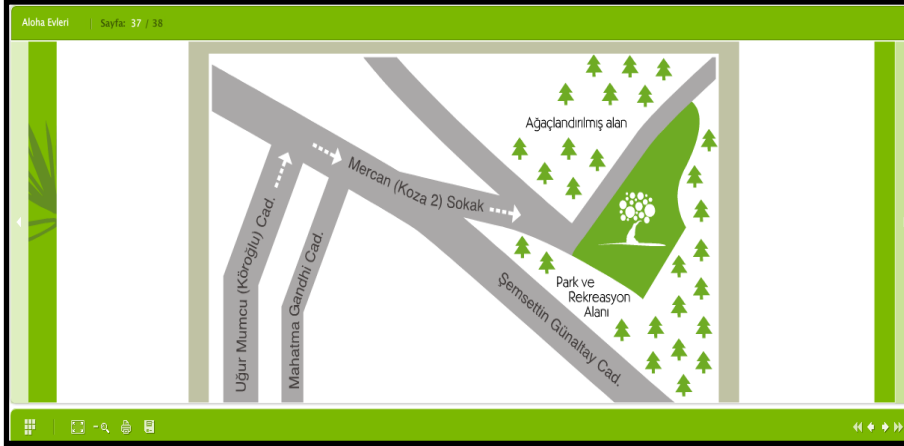 Aloha Evleri | Sayfa: 37 / 38
Ağaçlandırılmış alan
Mercan (Koza 2) Sokak
Uğur Mumcu (Köroğlu) Cad.
Mahatma Gandhi Cad.
Park ve
Rekreasyon
Alanı
Şemsettin Günaltay Cad.